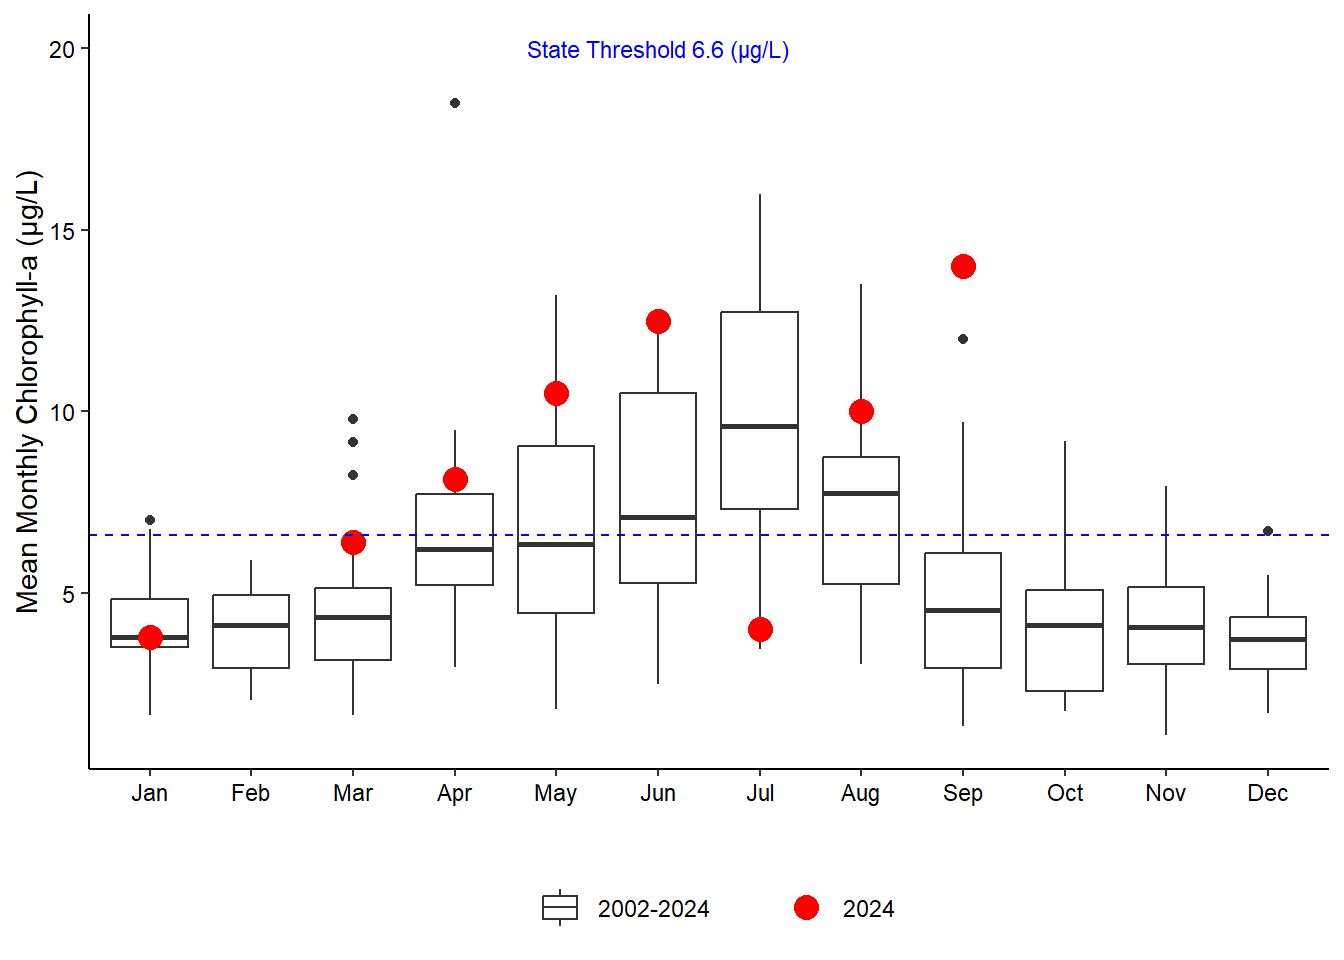 State Threshold 6.6 (µg/L)
Mean Monthly Chlorophyll-a (µg/L)
20
15
10
5
Jan Feb Mar Apr May Jun Jul Aug Sep Oct Nov Dec
2002-2024 2024